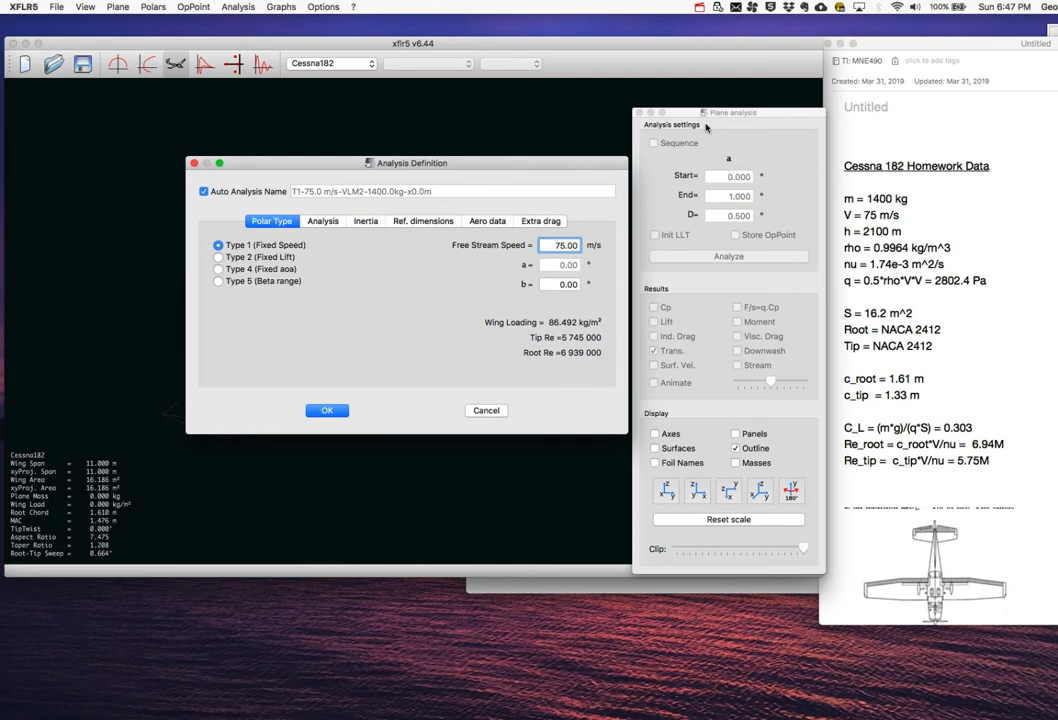 XFLR5 File View Plane Polars OpPoint Analysis Graphs Options ? 100% Sun 6:47 PM Geo
xflr5 v6.44
Cessna182
Analysis Definition
Auto Analysis Name T1-75.0 m/s-VLM2-1400.0kg-x0.0m
Polar Type Analysis Inertia Ref. dimensions Aero data Extra drag
Type 1 (Fixed Speed) Free Stream Speed = 75.00 m/s
Type 2 (Fixed Lift)
Type 4 (Fixed aoa) a = 0.00 °
Type 5 (Beta range) b = 0.00 °
Wing Loading = 86.492 kg/m²
Tip Re =5 745 000
Root Re =6 939 000
OK Cancel
Cessna182
Wing Span = 11.000 m
xyProj. Span = 11.000 m
Wing Area = 16.186 m²
xyProj. Area = 16.186 m²
Plane Mass = 0.000 kg
Wing Load = 0.000 kg/m²
Root Chord = 1.610 m
MAC = 1.476 m
TipTwist = 0.000°
Aspect Ratio = 7.475
Taper Ratio = 1.208
Root-Tip Sweep = 0.664°
Plane analysis
Analysis settings
Sequence
a
Start= 0.000 °
End= 1.000 °
D= 0.500 °
Init LLT Store OpPoint
Analyze
Results
Cp F/s=q.Cp
Lift Moment
Ind. Drag Visc. Drag
Trans. Downwash
Surf. Vel. Stream
Animate
Display
Axes Panels
Surfaces Outline
Foil Names Masses
z x y
z y x
z y x
z y x
180°
Reset scale
Clip:
Untitled
TI: MNE490 click to add tags
Created: Mar 31, 2019 Updated: Mar 31, 2019
Untitled
Cessna 182 Homework Data
m = 1400 kg
V = 75 m/s
h = 2100 m
rho = 0.9964 kg/m^3
nu = 1.74e-3 m^2/s
q = 0.5*rho*V*V = 2802.4 Pa
S = 16.2 m^2
Root = NACA 2412
Tip = NACA 2412
c_root = 1.61 m
c_tip = 1.33 m
C_L = (m*g)/(q*S) = 0.303
Re_root = c_root*V/nu = 6.94M
Re_tip = c_tip*V/nu = 5.75M